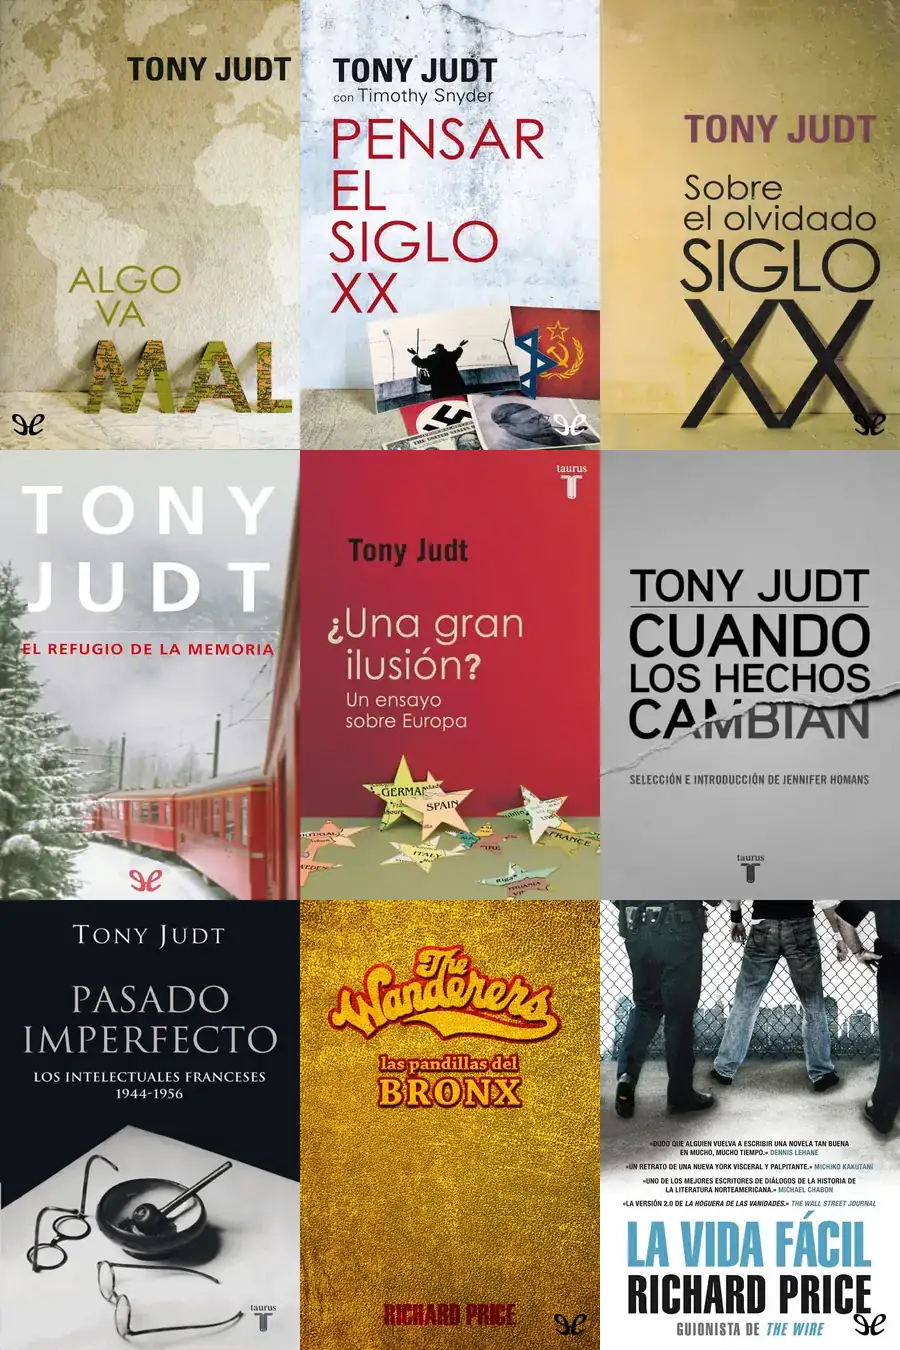 TONY JUDT
ALGO
VA
MAL
TONY JUDT
con Timothy Snyder
PENSAR
EL
SIGLO
XX
THE UNITED STATES
TONY JUDT
Sobre
el olvidado
SIGLO
XX
TONY
JUDT
EL REFUGIO DE LA MEMORIA
taurus
Tony Judt
¿Una gran
ilusión?
Un ensayo
sobre Europa
GERMAN
SPAIN
ITALY
FRANCE
TONY JUDT
CUANDO
LOS HECHOS
CAMBIAN
SELECCIÓN E INTRODUCCIÓN DE JENNIFER HOMANS
taurus
TONY JUDT
PASADO
IMPERFECTO
LOS INTELECTUALES FRANCESES
1944-1956
taurus
The
Wanderers
las pandillas del
BRONX
RICHARD PRICE
«DUDO QUE ALGUIEN VUELVA A ESCRIBIR UNA NOVELA TAN BUENA
EN MUCHO, MUCHO TIEMPO.» DENNIS LEHANE
«UN RETRATO DE UNA NUEVA YORK VISCERAL Y PALPITANTE.» MICHIKO KAKUTANI
«UNO DE LOS MEJORES ESCRITORES DE DIÁLOGOS DE LA HISTORIA DE
LA LITERATURA NORTEAMERICANA.» MICHAEL CHABON
«LA VERSIÓN 2.0 DE LA HOGUERA DE LAS VANIDADES.» THE WALL STREET JOURNAL
LA VIDA FÁCIL
RICHARD PRICE
GUIONISTA DE THE WIRE